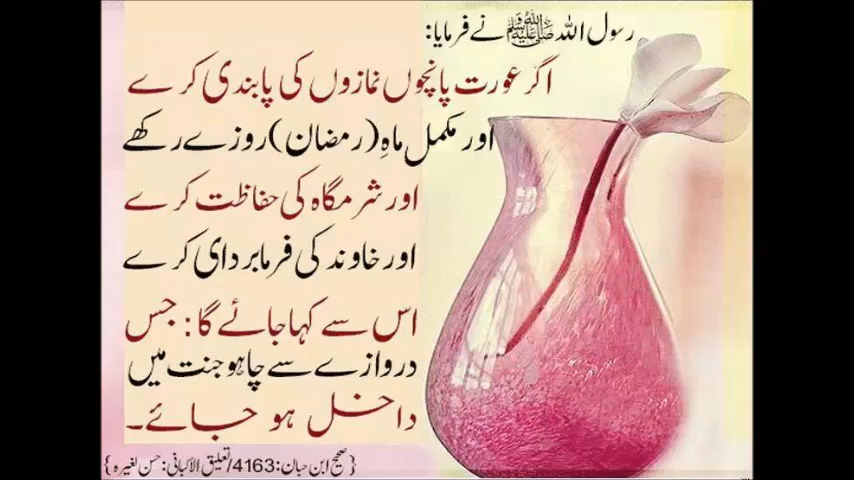 رسول اللہ ﷺ نے فرمایا:
اگر عورت پانچوں نمازوں کی پابندی کرے
اور مکمل ماہِ (رمضان) روزے رکھے
اور شرمگاہ کی حفاظت کرے
اور خاوند کی فرمابردای کرے
اس سے کہا جائے گا: جس
دروازے سے چاہو جنت میں
داخل ہو جائے۔
{صحیح ابن حبان: 4163/تعلیق الألبانی: حسن لغیرہ}